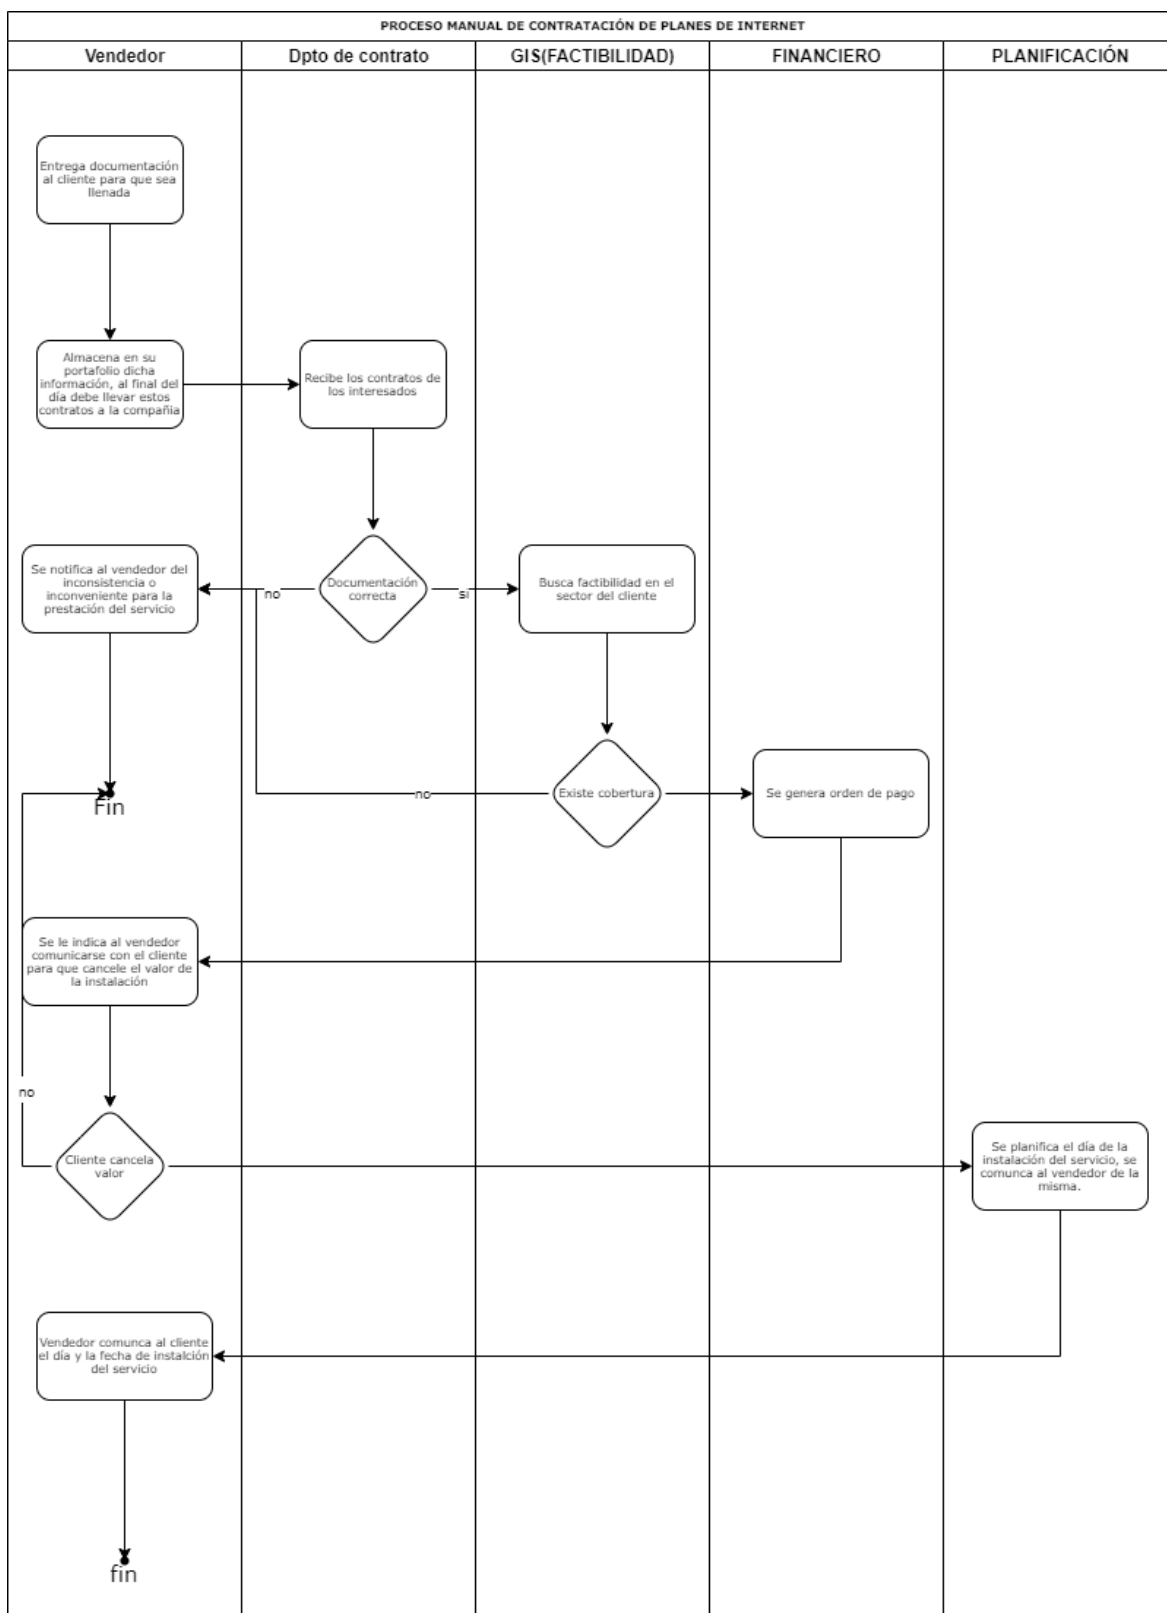 PROCESO MANUAL DE CONTRATACIÓN DE PLANES DE INTERNET
Vendedor
Dpto de contrato
GIS(FACTIBILIDAD)
FINANCIERO
PLANIFICACIÓN
Entrega documentación
al cliente para que sea
llenada
Almacena en su
portafolio dicha
información, al final del
día debe llevar estos
contratos a la compañia
Recibe los contratos de
los interesados
Se notifica al vendedor del
inconsistencia o
inconveniente para la
prestación del servicio
no
Documentación
correcta
si
Busca factibilidad en el
sector del cliente
Fin
no
Existe cobertura
Se genera orden de pago
Se le indica al vendedor
comunicarse con el cliente
para que cancele el valor de
la instalación
no
Cliente cancela
valor
Se planifica el día de la
instalación del servicio, se
comunca al vendedor de la
misma.
Vendedor comunca al cliente
el día y la fecha de instalción
del servicio
fin